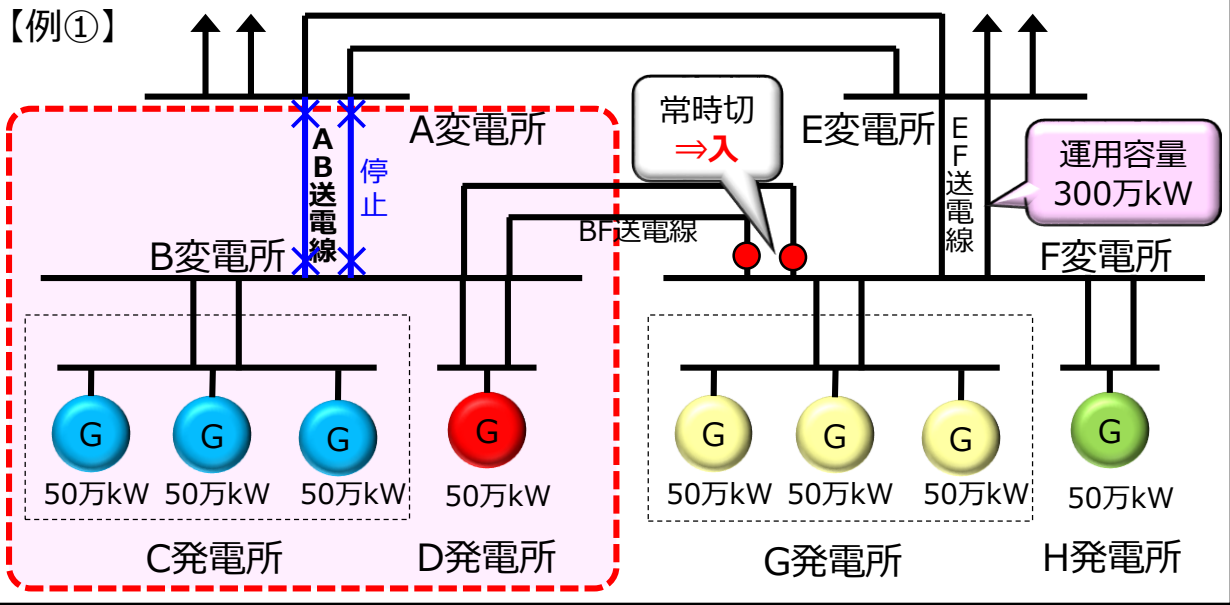 【例①】
常時切
⇒入
A変電所
E変電所
AB送電線
停止
EF送電線
運用容量
300万kW
BF送電線
B変電所
F変電所
G
G
G
G
G
G
G
G
50万kW
50万kW
50万kW
50万kW
50万kW
50万kW
50万kW
50万kW
C発電所
D発電所
G発電所
H発電所